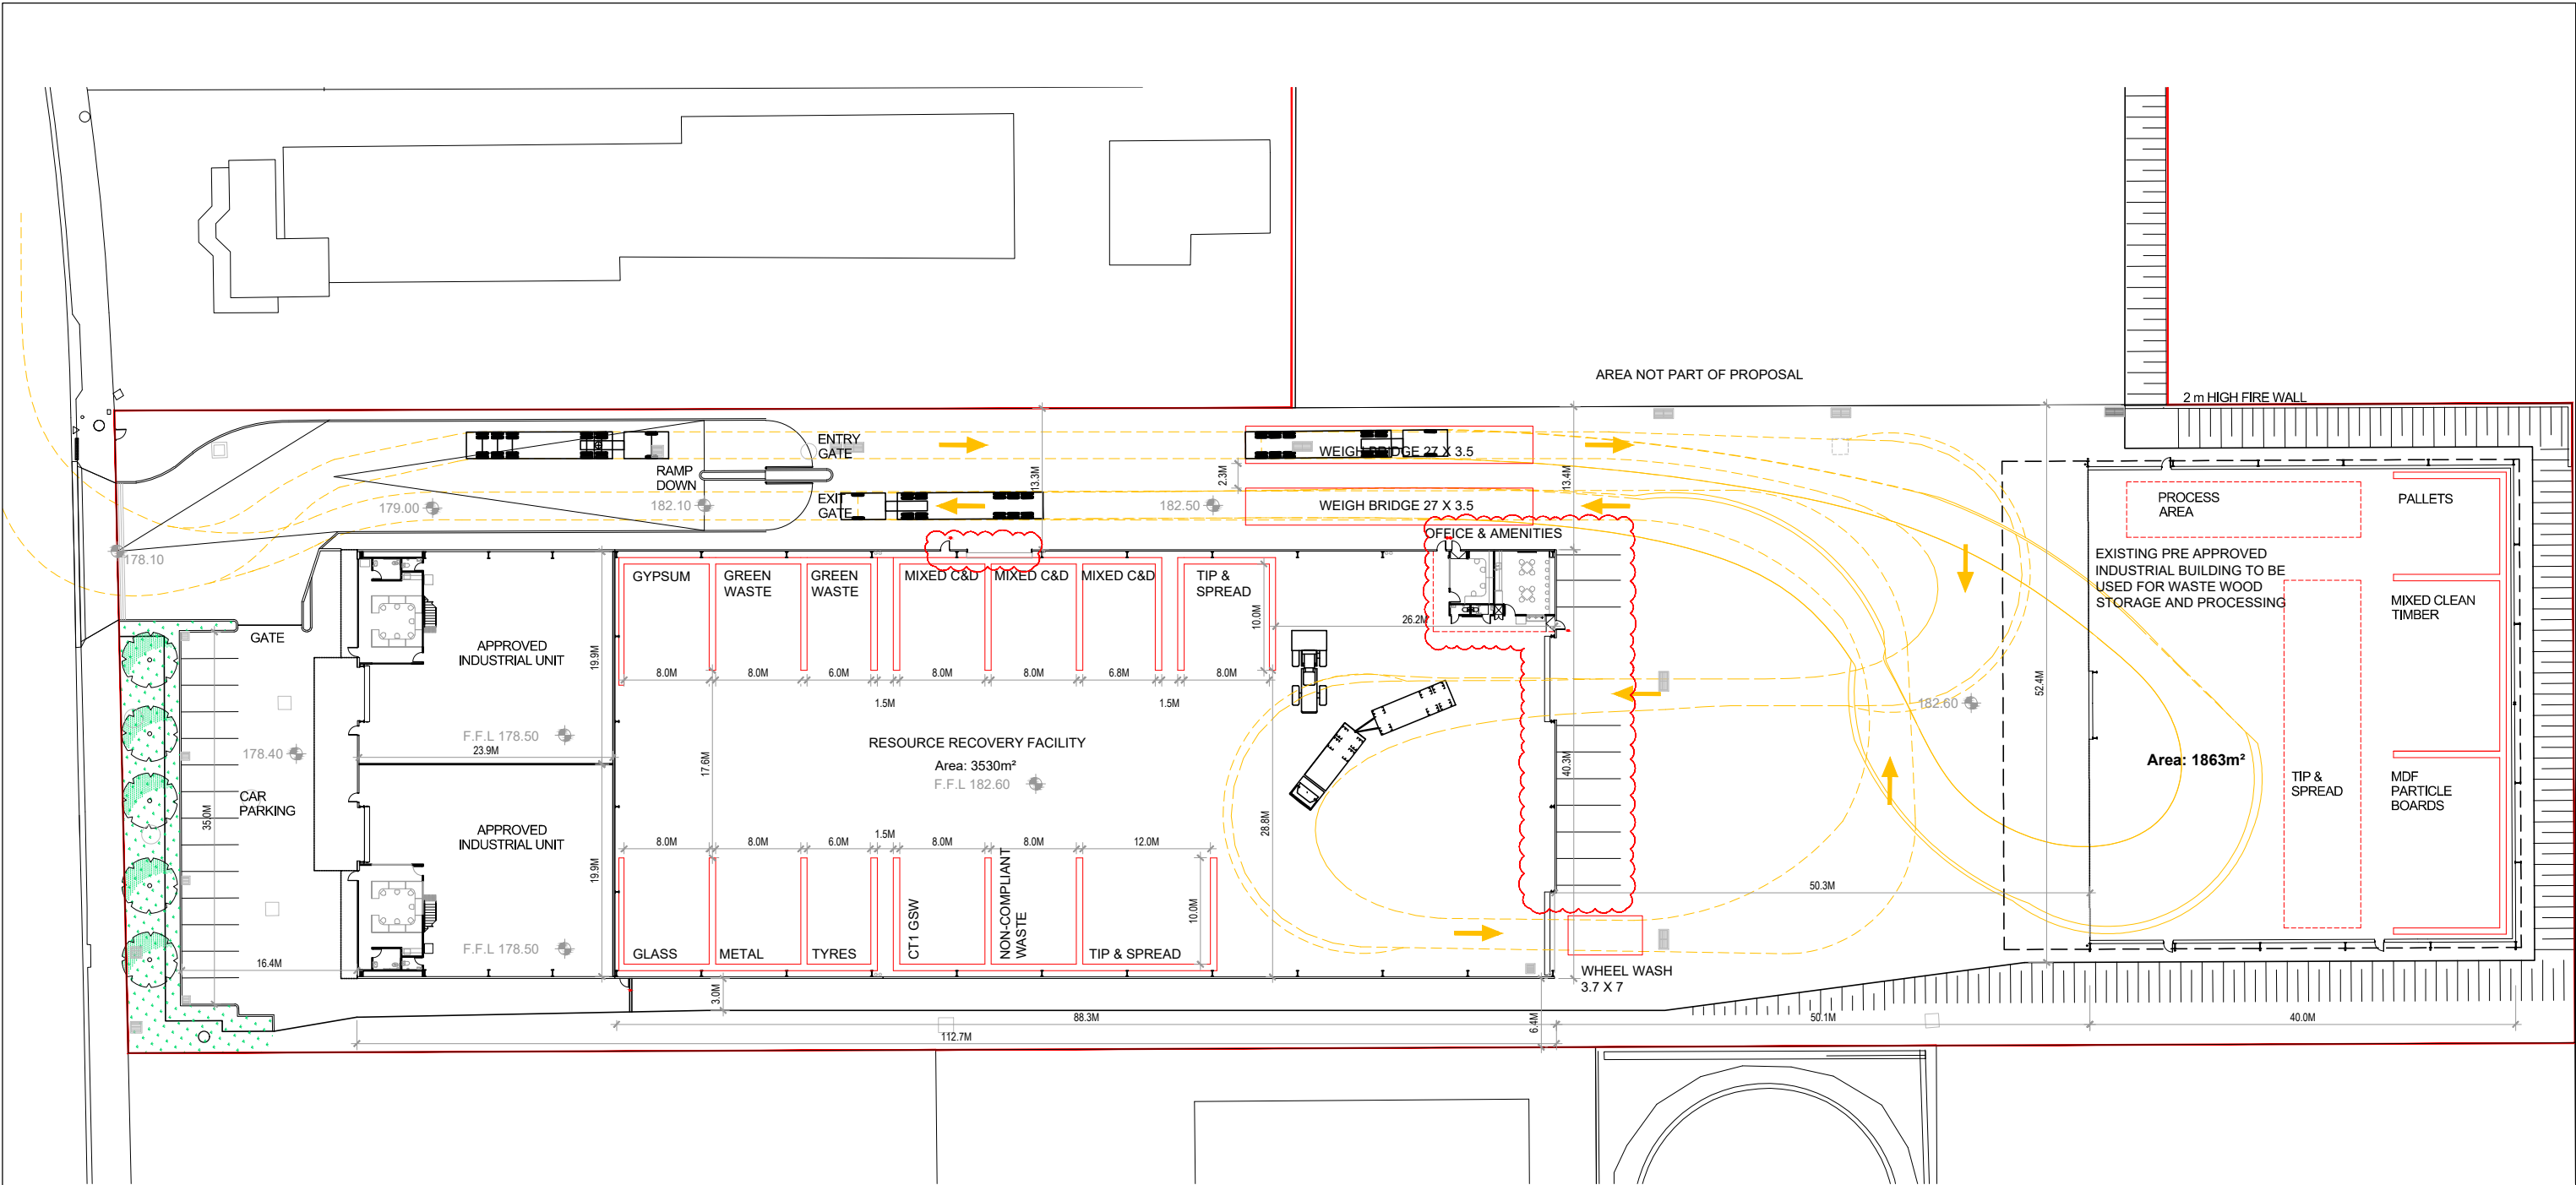 AREA NOT PART OF PROPOSAL
2 m HIGH FIRE WALL
ENTRY
GATE
RAMP
DOWN
EXIT
GATE
13.3M
2.3M
WEIGH BRIDGE 27 X 3.5
WEIGH BRIDGE 27 X 3.5
13.4M
179.00
182.10
182.50
178.10
OFFICE & AMENITIES
PROCESS
AREA
PALLETS
EXISTING PRE APPROVED
INDUSTRIAL BUILDING TO BE
USED FOR WASTE WOOD
STORAGE AND PROCESSING
MIXED CLEAN
TIMBER
GYPSUM
GREEN
WASTE
GREEN
WASTE
MIXED C&D
MIXED C&D
MIXED C&D
TIP &
SPREAD
10.0M
26.2M
GATE
APPROVED
INDUSTRIAL UNIT
19.9M
8.0M
8.0M
6.0M
8.0M
8.0M
6.8M
8.0M
1.5M
1.5M
52.4M
182.60
F.F.L 178.50
23.9M
178.40
17.6M
RESOURCE RECOVERY FACILITY
Area: 3530m²
F.F.L 182.60
40.3M
Area: 1863m²
CAR
PARKING
35.0M
TIP &
SPREAD
MDF
PARTICLE
BOARDS
APPROVED
INDUSTRIAL UNIT
19.9M
8.0M
8.0M
6.0M
1.5M
8.0M
8.0M
12.0M
28.8M
50.3M
F.F.L 178.50
16.4M
GLASS
METAL
TYRES
CT1 GSW
NON-COMPLIANT
WASTE
TIP & SPREAD
10.0M
WHEEL WASH
3.7 X 7
3.0M
88.3M
6.4M
50.1M
40.0M
112.7M